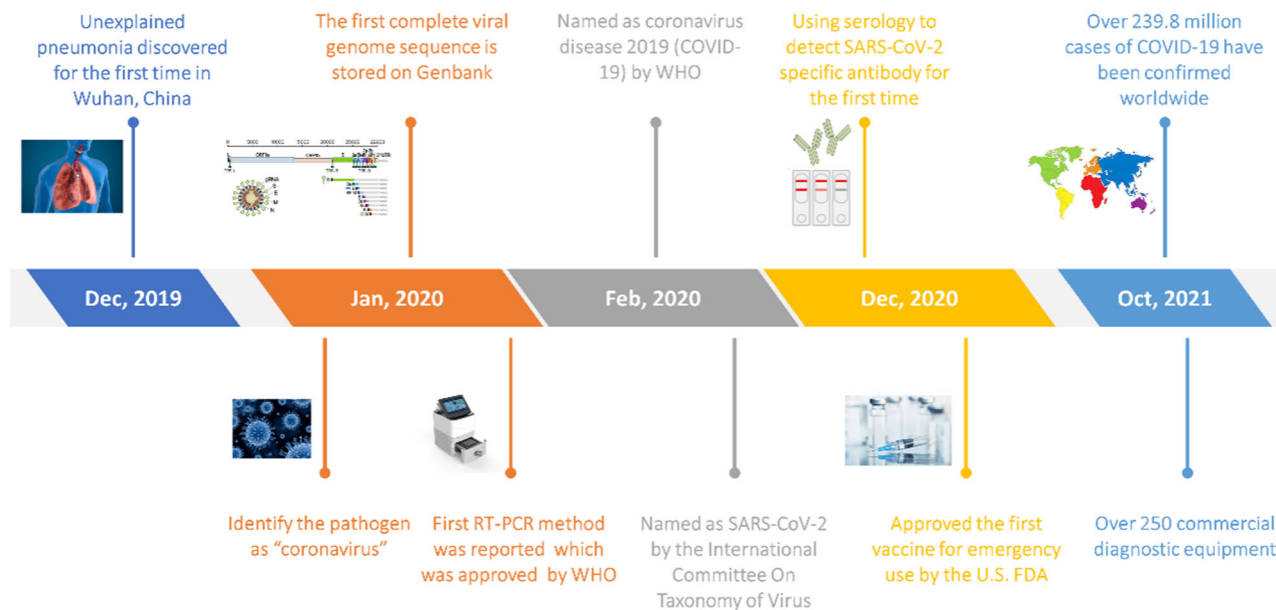 Unexplained
pneumonia discovered
for the first time in
Wuhan, China
The first complete viral
genome sequence is
stored on Genbank
Named as coronavirus
disease 2019 (COVID-
19) by WHO
Using serology to
detect SARS-CoV-2
specific antibody for
the first time
Over 239.8 million
cases of COVID-19 have
been confirmed
worldwide
Dec, 2019
Jan, 2020
Feb, 2020
Dec, 2020
Oct, 2021
Identify the pathogen
as “coronavirus”
First RT-PCR method
was reported which
was approved by WHO
Named as SARS-CoV-2
by the International
Committee On
Taxonomy of Virus
Approved the first
vaccine for emergency
use by the U.S. FDA
Over 250 commercial
diagnostic equipment